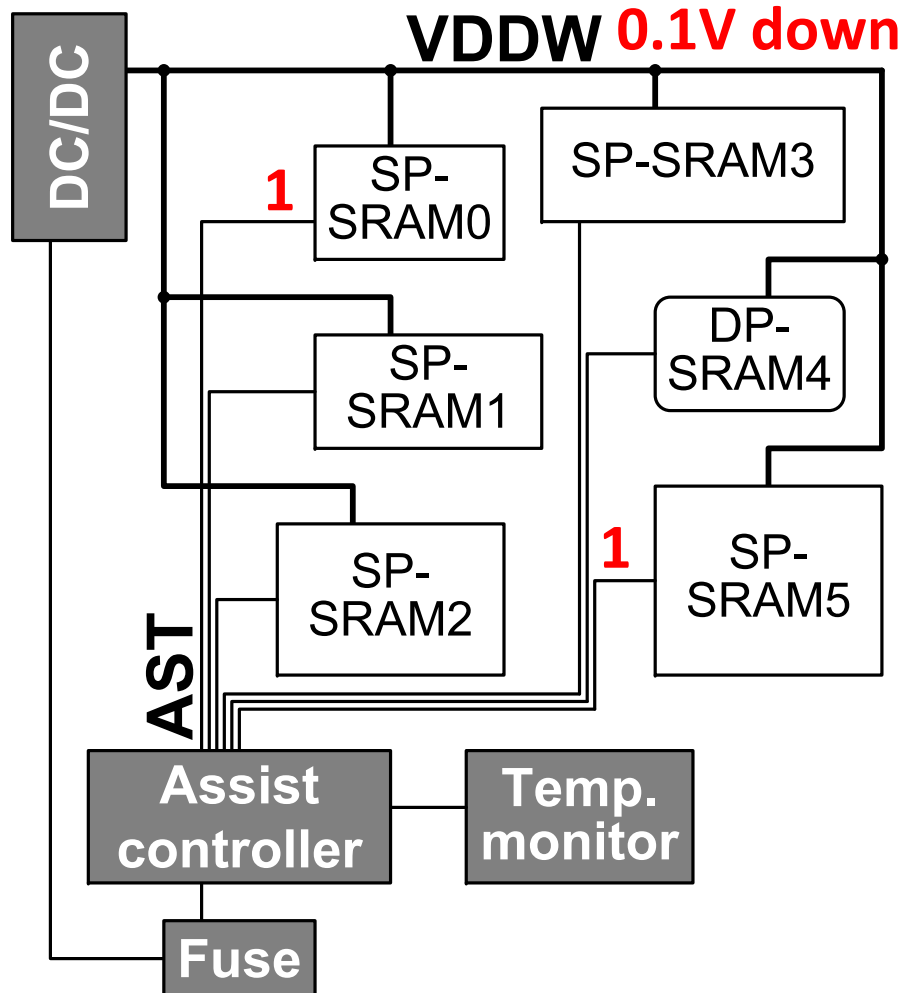 VDDW 0.1V down
DC/DC
SP-
SRAM0
1
SP-SRAM3
SP-
SRAM1
DP-
SRAM4
SP-
SRAM2
1
SP-
SRAM5
AST
Assist
controller
Temp.
monitor
Fuse